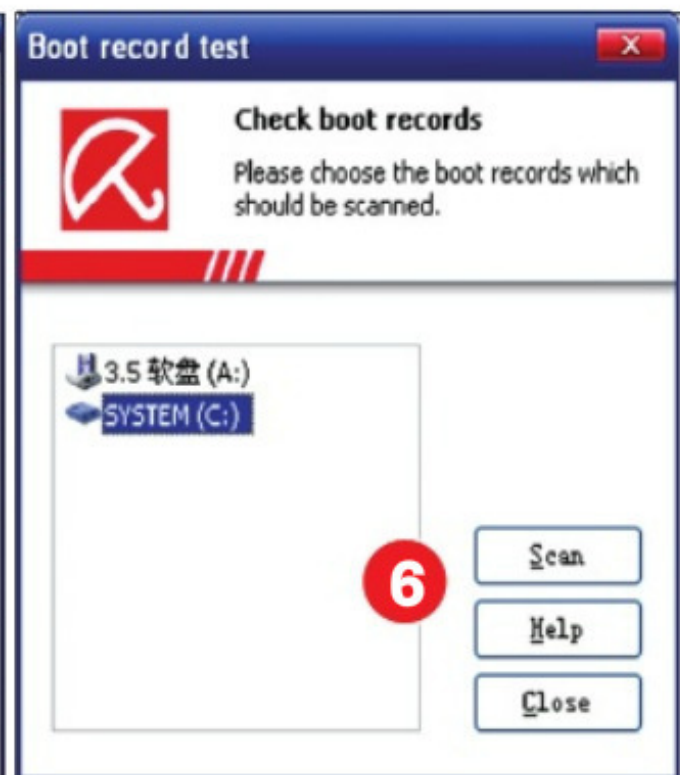 Boot record test
Check boot records
Please choose the boot records which
should be scanned.
3.5 软盘 (A:)
SYSTEM (C:)
6
Scan
Help
Close